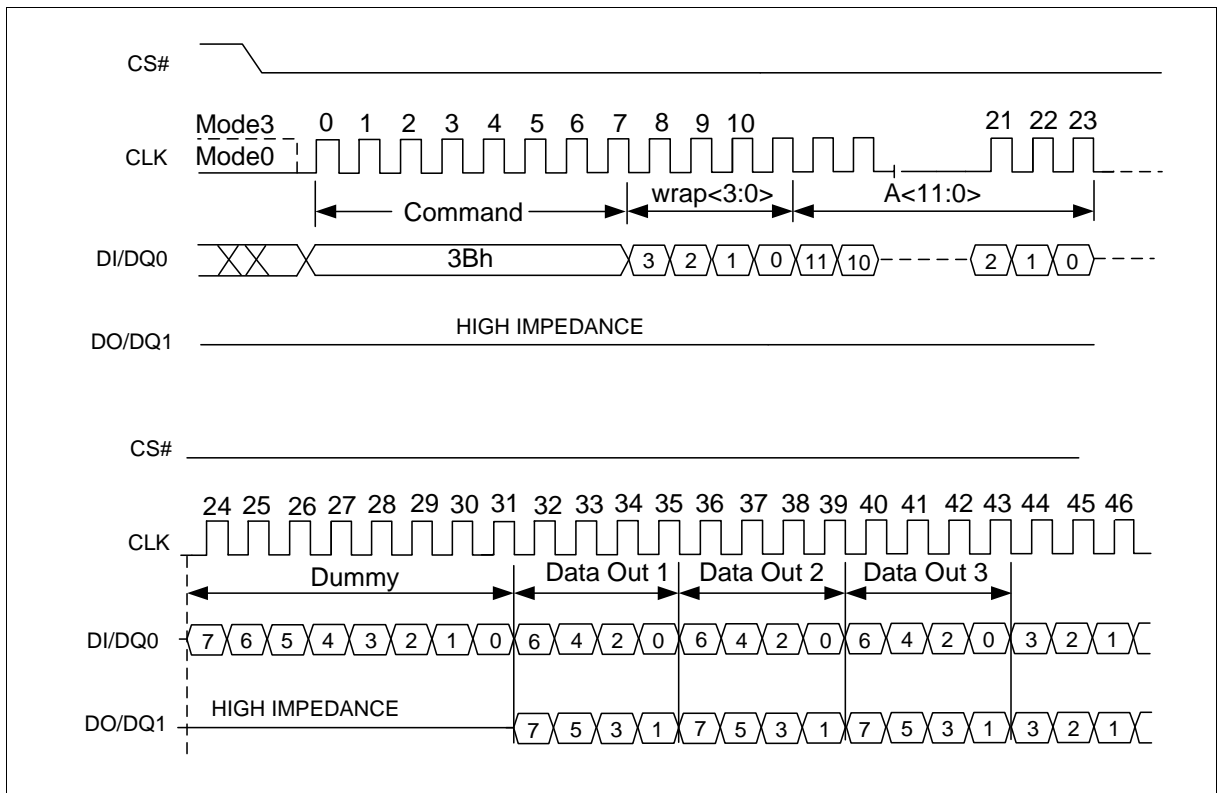 CS#
Mode3 0 1 2 3 4 5 6 7 8 9 10 21 22 23
CLK Mode0
Command wrap<3:0> A<11:0>
DI/DQ0 3Bh 3 2 1 0 11 10 2 1 0
HIGH IMPEDANCE
DO/DQ1
CS#
24 25 26 27 28 29 30 31 32 33 34 35 36 37 38 39 40 41 42 43 44 45 46
CLK
Dummy Data Out 1 Data Out 2 Data Out 3
DI/DQ0 7 6 5 4 3 2 1 0 6 4 2 0 6 4 2 0 6 4 2 0 3 2 1
HIGH IMPEDANCE
DO/DQ1 7 5 3 1 7 5 3 1 7 5 3 1 3 2 1